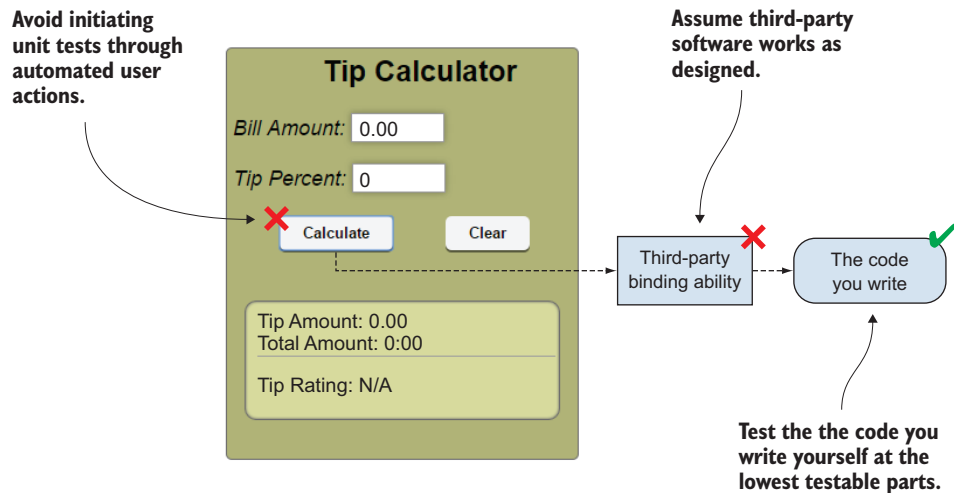 Avoid initiating
unit tests through
automated user
actions.
Assume third-party
software works as
designed.
Tip Calculator
Bill Amount: 0.00
Tip Percent: 0
Calculate Clear
Third-party
binding ability
The code
you write
Tip Amount: 0.00
Total Amount: 0:00
Tip Rating: N/A
Test the the code you
write yourself at the
lowest testable parts.